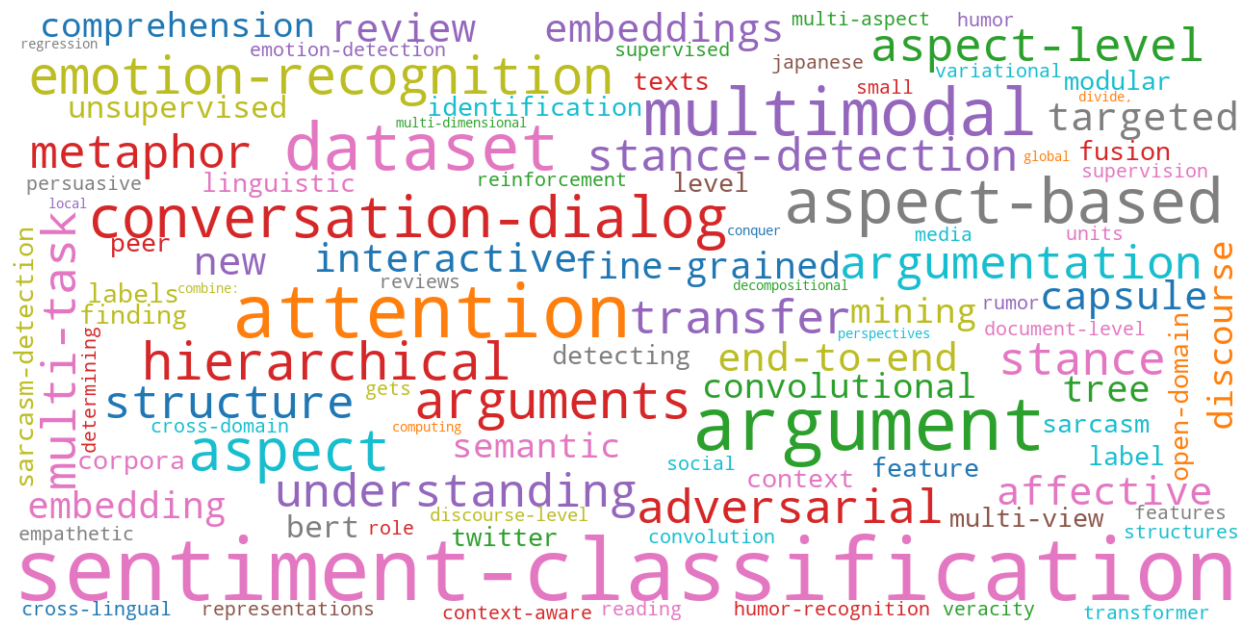 comprehension review embeddings multi-aspect humor
regression emotion-detection supervised aspect-level
emotion-recognition texts japanese variational modular
unsupervised identification small divide,
multi-dimensional multimodal targeted
metaphor dataset stance-detection global fusion
persuasive linguistic reinforcement level supervision
local conversation-dialog aspect-based
peer conquer media units
new interactive fine-grained argumentation
sarcasm-detection multi-task reviews decompositional discourse
labels combine: attention transfer mining rumor capsule
finding perspectives document-level open-domain
determining hierarchical detecting end-to-end stance
structure gets arguments convolutional tree
cross-domain computing argument sarcasm
corpora aspect semantic social feature label
embedding understanding context affective
empathetic bert role discourse-level adversarial multi-view features
twitter convolution structures
sentiment-classification
cross-lingual representations context-aware reading humor-recognition veracity transformer